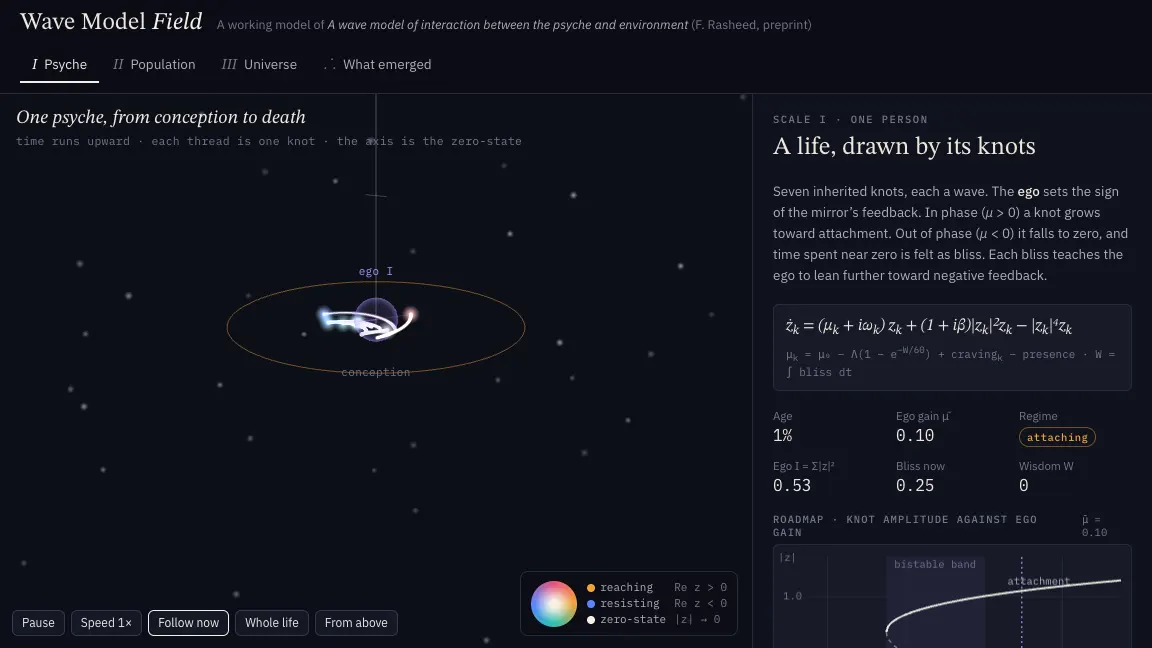 Wave Model Field A working model of A wave model of interaction between the psyche and environment (F. Rasheed, preprint)
I Psyche II Population III Universe ∴ What emerged
One psyche, from conception to death
time runs upward · each thread is one knot · the axis is the zero-state
ego I
conception
reaching Re z > 0
resisting Re z < 0
zero-state |z| → 0
Pause Speed 1× Follow now Whole life From above
SCALE I · ONE PERSON
A life, drawn by its knots
Seven inherited knots, each a wave. The ego sets the sign
of the mirror’s feedback. In phase (μ > 0) a knot grows
toward attachment. Out of phase (μ < 0) it falls to zero, and
time spent near zero is felt as bliss. Each bliss teaches the
ego to lean further toward negative feedback.
żₖ = (μₖ + iωₖ) zₖ + (1 + iβ)|zₖ|²zₖ − |zₖ|⁴zₖ
μₖ = μ₀ − Λ(1 − e^−W/60) + cravingₖ − presence · W =
∫ bliss dt
Age Ego gain μ̄ Regime
1% 0.10 attaching
Ego I = Σ|z|² Bliss now Wisdom W
0.53 0.25 0
ROADMAP · KNOT AMPLITUDE AGAINST EGO
GAIN
μ̄ =
0.10
|z|
bistable band
attachment
1.0